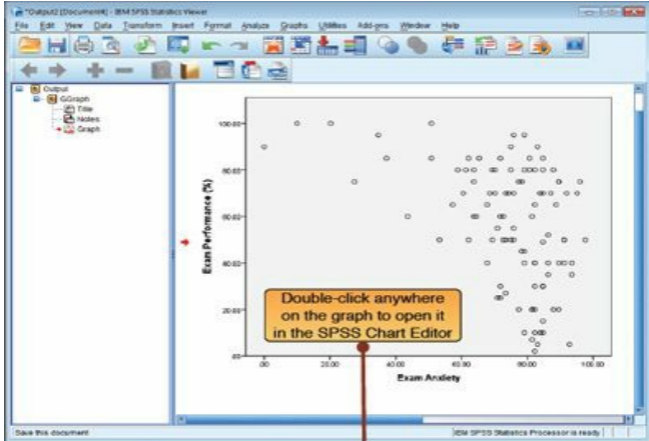 *Output2 [Document4] - IBM SPSS Statistics Viewer
File Edit View Data Transform Insert Format Analyze Graphs Utilities Add-ons Window Help
Output
GGraph
Title
Notes
Graph
Exam Performance (%)
100.00
80.00
60.00
40.00
20.00
.00
Double-click anywhere
on the graph to open it
in the SPSS Chart Editor
.00 20.00 40.00 60.00 80.00 100.00
Exam Anxiety
Save this document
IBM SPSS Statistics Processor is ready